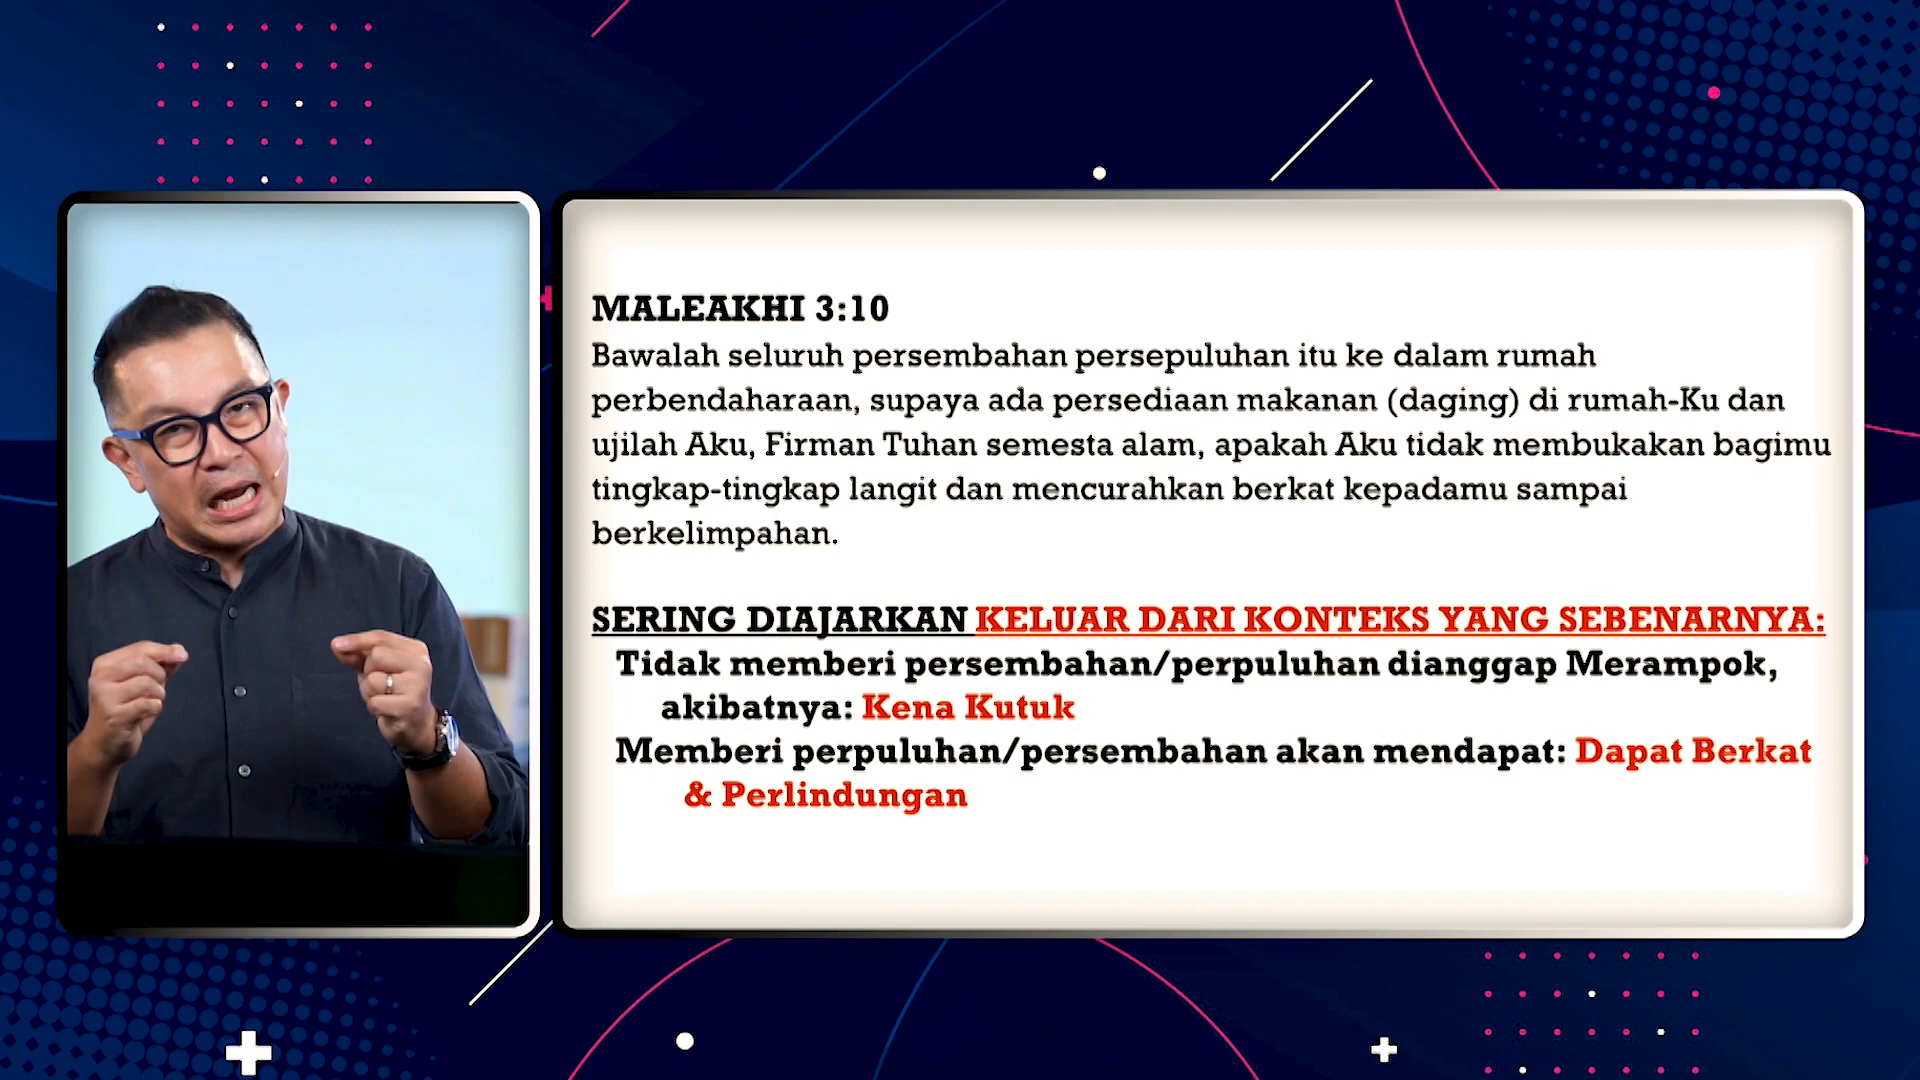 MALEAKHI 3:10
Bawalah seluruh persembahan persepuluhan itu ke dalam rumah
perbendaharaan, supaya ada persediaan makanan (daging) di rumah-Ku dan
ujilah Aku, Firman Tuhan semesta alam, apakah Aku tidak membukakan bagimu
tingkap-tingkap langit dan mencurahkan berkat kepadamu sampai
berkelimpahan.
SERING DIAJARKAN KELUAR DARI KONTEKS YANG SEBENARNYA:
Tidak memberi persembahan/perpuluhan dianggap Merampok,
akibatnya: Kena Kutuk
Memberi perpuluhan/persembahan akan mendapat: Dapat Berkat
& Perlindungan